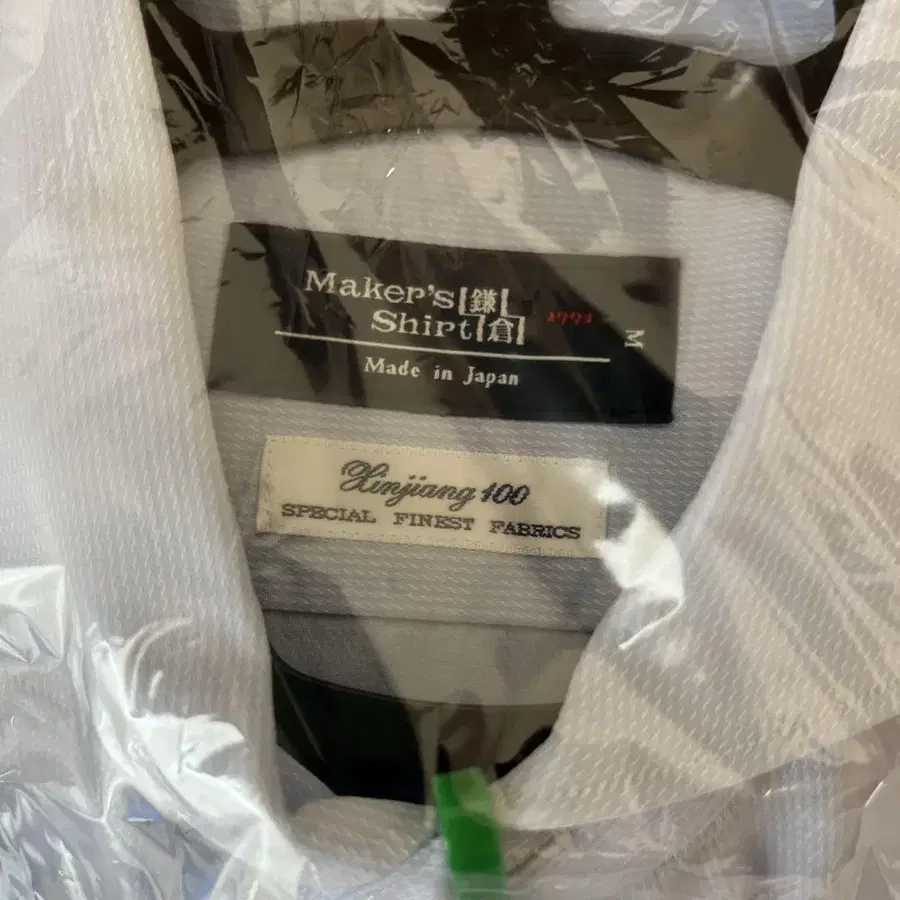 Maker's 鎌
Shirt 倉
1993
M
Made in Japan
Xinjiang 100
SPECIAL FINEST FABRICS